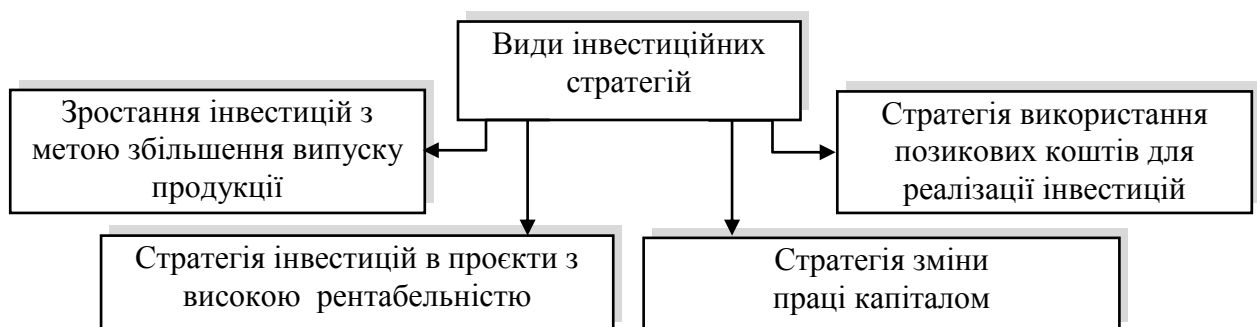 Види інвестиційних
стратегій
Зростання інвестицій з
метою збільшення випуску
продукції
Стратегія використання
позикових коштів для
реалізації інвестицій
Стратегія інвестицій в проєкти з
високою рентабельністю
Стратегія зміни
праці капіталом